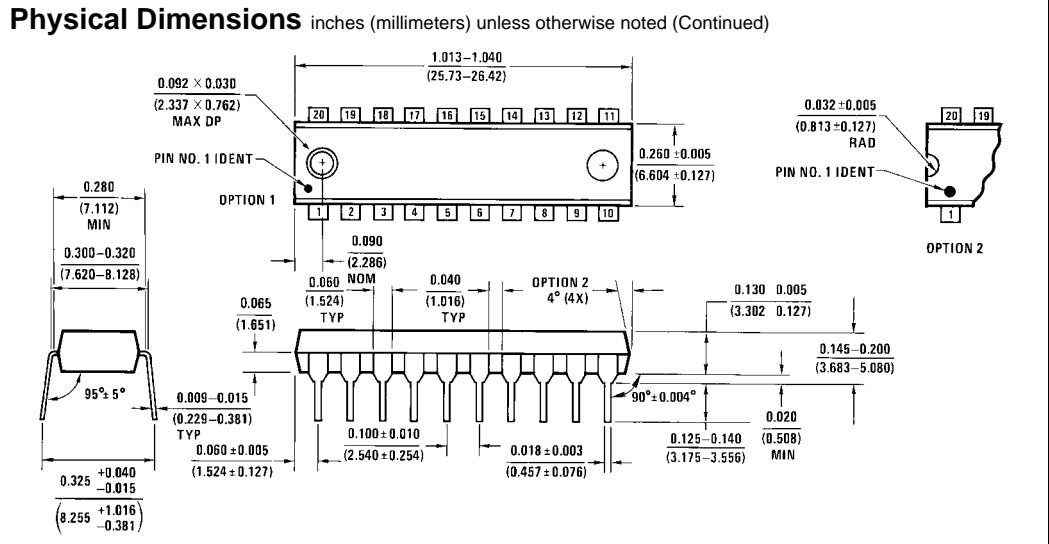 Physical Dimensions inches (millimeters) unless otherwise noted (Continued)
1.013–1.040
(25.73–26.42)
0.092 × 0.030
(2.337 × 0.762)
MAX DP
20 19 18 17 16 15 14 13 12 11
PIN NO. 1 IDENT
OPTION 1
1 2 3 4 5 6 7 8 9 10
0.260 ±0.005
(6.604 ±0.127)
0.032 ±0.005
(0.813 ±0.127)
RAD
20 19
PIN NO. 1 IDENT
1
OPTION 2
0.280
(7.112)
MIN
0.300–0.320
(7.620–8.128)
0.090
(2.286)
NOM
0.060
(1.524)
TYP
0.040
(1.016)
TYP
OPTION 2
4° (4X)
0.065
(1.651)
0.130 0.005
(3.302 0.127)
0.145–0.200
(3.683–5.080)
95° ± 5°
0.009–0.015
(0.229–0.381)
TYP
90° ±0.004°
0.020
(0.508)
MIN
0.125–0.140
(3.175–3.556)
0.100 ±0.010
(2.540 ±0.254)
0.018 ±0.003
(0.457 ±0.076)
0.060 ±0.005
(1.524 ±0.127)
0.325 +0.040
–0.015
(8.255 +1.016
–0.381)